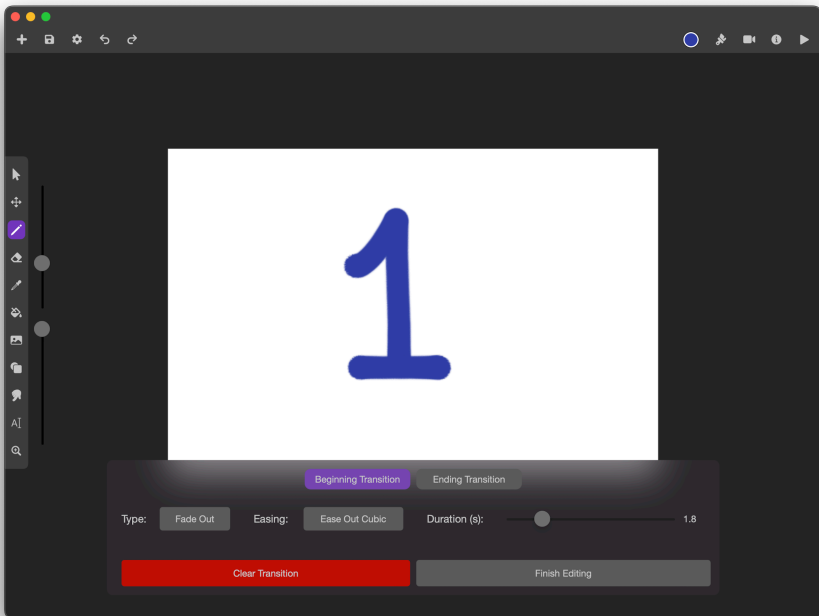 1
AI
Beginning Transition Ending Transition
Type: Fade Out Easing: Ease Out Cubic Duration (s): 1.8
Clear Transition Finish Editing